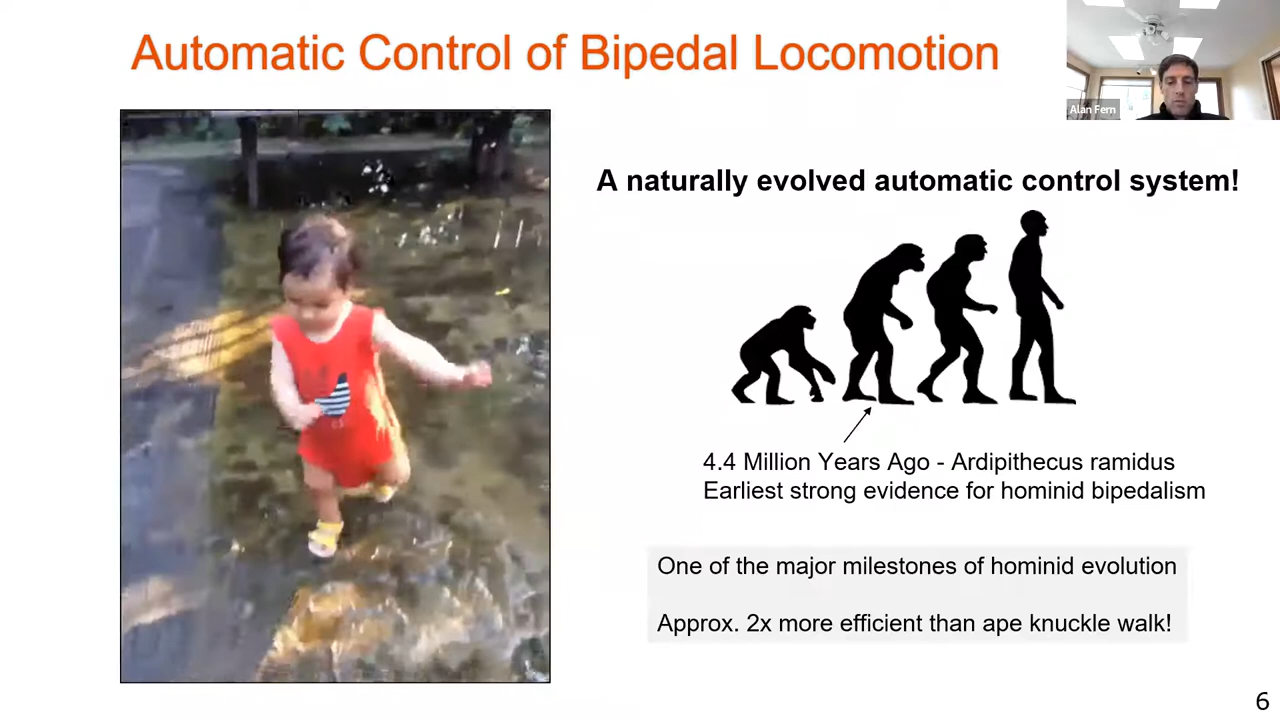 Automatic Control of Bipedal Locomotion
Alan Fern
A naturally evolved automatic control system!
4.4 Million Years Ago - Ardipithecus ramidus
Earliest strong evidence for hominid bipedalism
One of the major milestones of hominid evolution
Approx. 2x more efficient than ape knuckle walk!
6